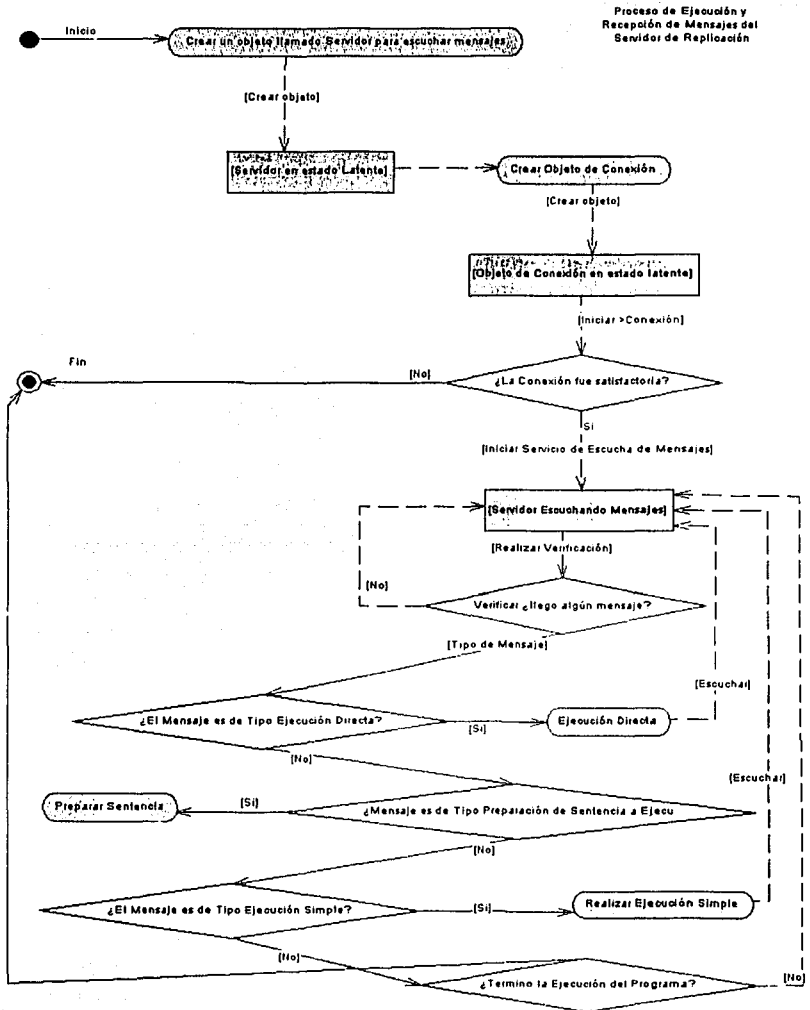 Proceso de Ejecución y
Recepción de Mensajes del
Servidor de Replicación
Inicio
Crear un objeto llamado Servidor para escuchar mensajes
[Crear objeto]
[Servidor en estado Latente]
Crear Objeto de Conexión
[Crear objeto]
[Objeto de Conexión en estado latente]
[Iniciar >Conexión]
Fin
[No]
¿La Conexión fue satisfactoria?
Si
[Iniciar Servicio de Escucha de Mensajes]
[Servidor Escuchando Mensajes]
[Realizar Verificación]
[No]
Verificar ¿llego algún mensaje?
[Tipo de Mensaje]
[Escuchar]
¿El Mensaje es de Tipo Ejecución Directa?
[Si]
Ejecución Directa
[No]
[Escuchar]
Preparar Sentencia
[Si]
¿Mensaje es de Tipo Preparación de Sentencia a Ejecu
[No]
¿El Mensaje es de Tipo Ejecución Simple?
[Si]
Realizar Ejecución Simple
[No]
¿Termino la Ejecución del Programa?
[No]